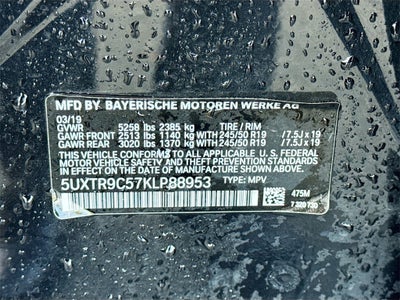 MFD BY BAYERISCHE MOTOREN WERKE AG
03/19
GVWR 5258 lbs 2385 kg TIRE / RIM
GAWR FRONT 2513 lbs 1140 KG WITH 245/50 R19 /7.5J x 19
GAWR REAR 3020 lbs 1370 KG WITH 245/50 R19 /7.5J x 19
THIS VEHICLE CONFORMS TO ALL APPLICABLE U.S. FEDERAL
MOTOR VEHICLE SAFETY, BUMPER, AND THEFT PREVENTION
STANDARDS IN EFFECT ON THE DATE OF MANUFACTURE SHOWN
ABOVE.
5UXTR9C57KLP88953 TYPE: MPV
475M